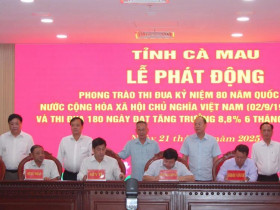 TỈNH CÀ MAU
LỄ PHÁT ĐỘNG
PHONG TRÀO THI ĐUA KỶ NIỆM 80 NĂM QUỐC
NƯỚC CỘNG HÒA XÃ HỘI CHỦ NGHĨA VIỆT NAM (02/9/19
VÀ THI ĐUA 180 NGÀY ĐẠT TĂNG TRƯỞNG 8,8% 6 THÁNG
NGÀY 21 2025